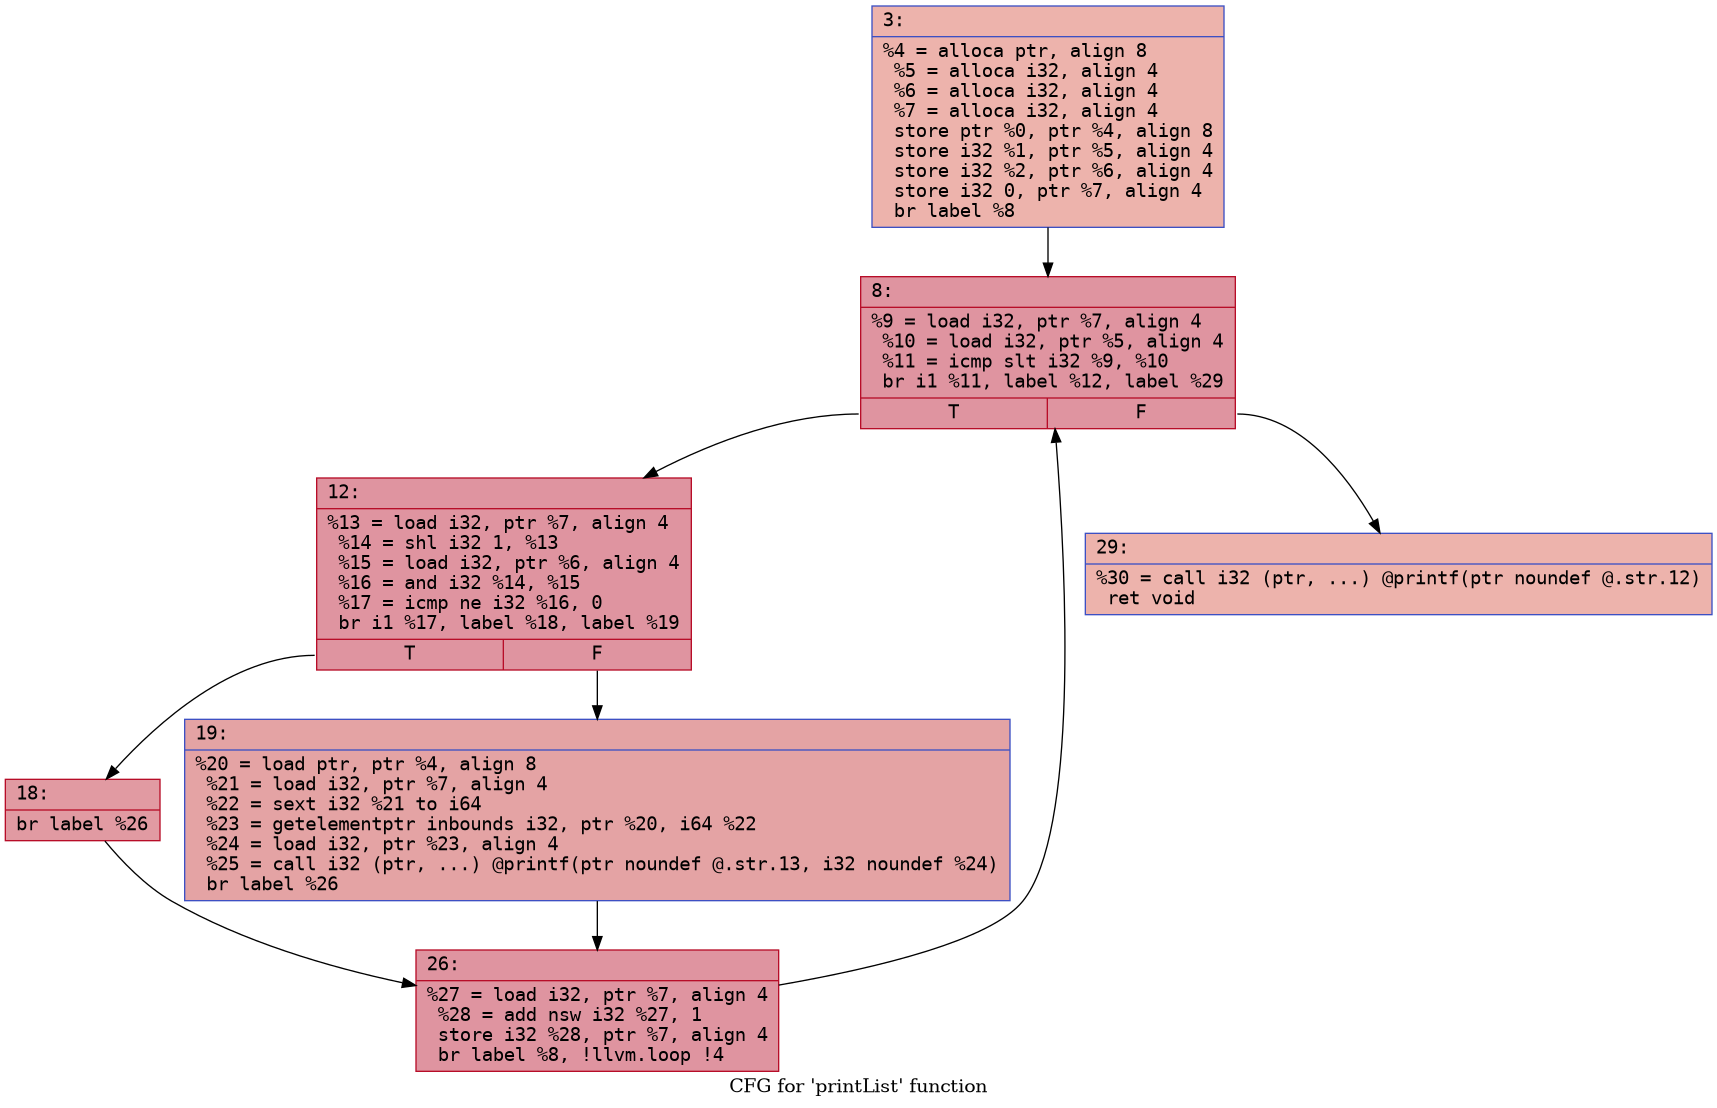 3:
%4 = alloca ptr, align 8
%5 = alloca i32, align 4
%6 = alloca i32, align 4
%7 = alloca i32, align 4
store ptr %0, ptr %4, align 8
store i32 %1, ptr %5, align 4
store i32 %2, ptr %6, align 4
store i32 0, ptr %7, align 4
br label %8
8:
%9 = load i32, ptr %7, align 4
%10 = load i32, ptr %5, align 4
%11 = icmp slt i32 %9, %10
br i1 %11, label %12, label %29
T F
12:
%13 = load i32, ptr %7, align 4
%14 = shl i32 1, %13
%15 = load i32, ptr %6, align 4
%16 = and i32 %14, %15
%17 = icmp ne i32 %16, 0
br i1 %17, label %18, label %19
T F
29:
%30 = call i32 (ptr, ...) @printf(ptr noundef @.str.12)
ret void
18:
br label %26
19:
%20 = load ptr, ptr %4, align 8
%21 = load i32, ptr %7, align 4
%22 = sext i32 %21 to i64
%23 = getelementptr inbounds i32, ptr %20, i64 %22
%24 = load i32, ptr %23, align 4
%25 = call i32 (ptr, ...) @printf(ptr noundef @.str.13, i32 noundef %24)
br label %26
26:
%27 = load i32, ptr %7, align 4
%28 = add nsw i32 %27, 1
store i32 %28, ptr %7, align 4
br label %8, !llvm.loop !4
CFG for 'printList' function